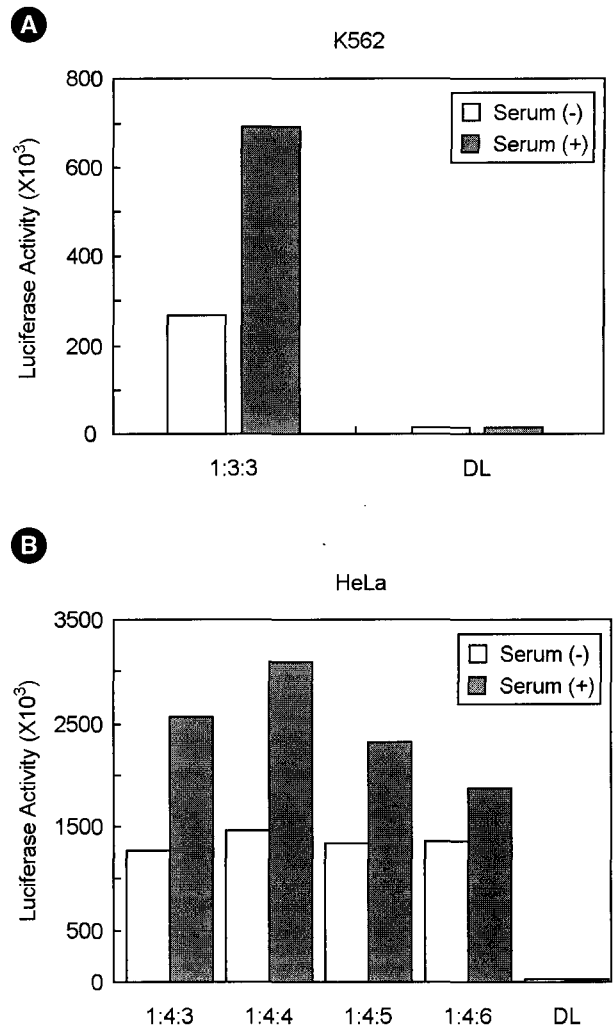 A
K562
800
600
400
200
0
Luciferase Activity (X10³)
Serum (-)
Serum (+)
1:3:3 DL
B
HeLa
3500
2500
1500
500
0
Luciferase Activity (X10³)
Serum (-)
Serum (+)
1:4:3 1:4:4 1:4:5 1:4:6 DL